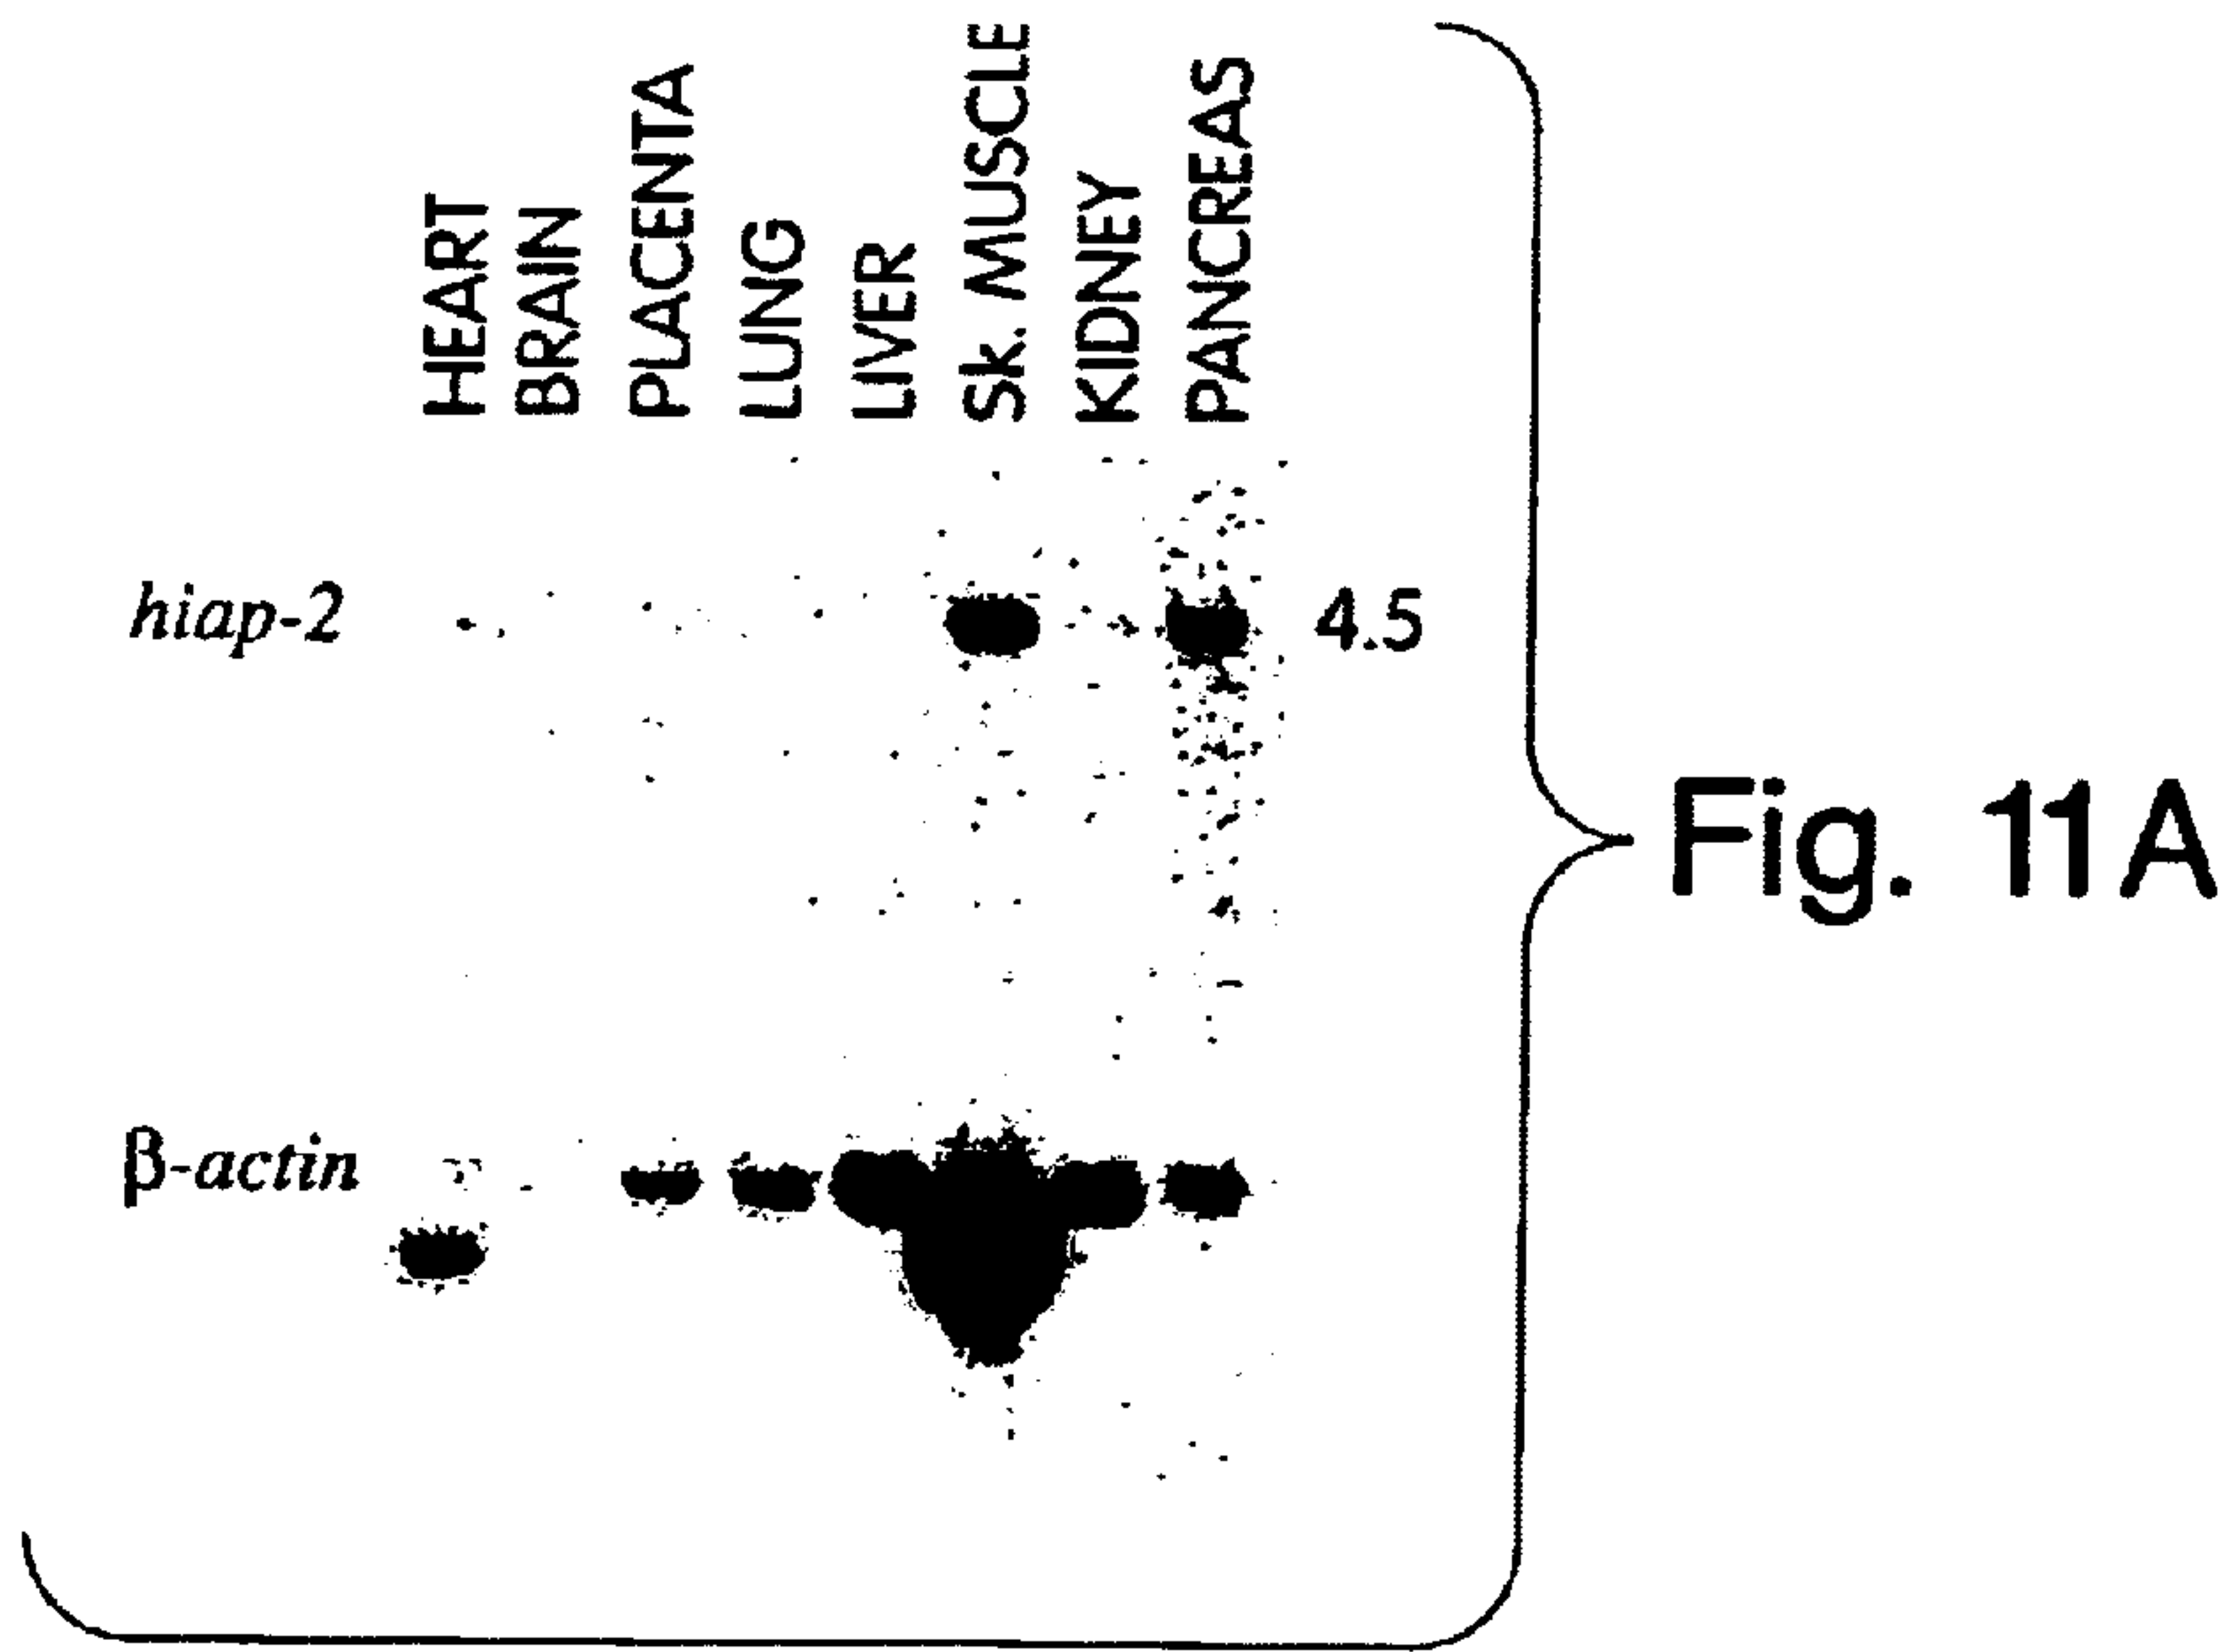 HEART
BRAIN
PLACENTA
LUNG
LIVER
Sk. MUSCLE
KIDNEY
PANCREAS
hiap-2
4.5
β-actin
Fig. 11A